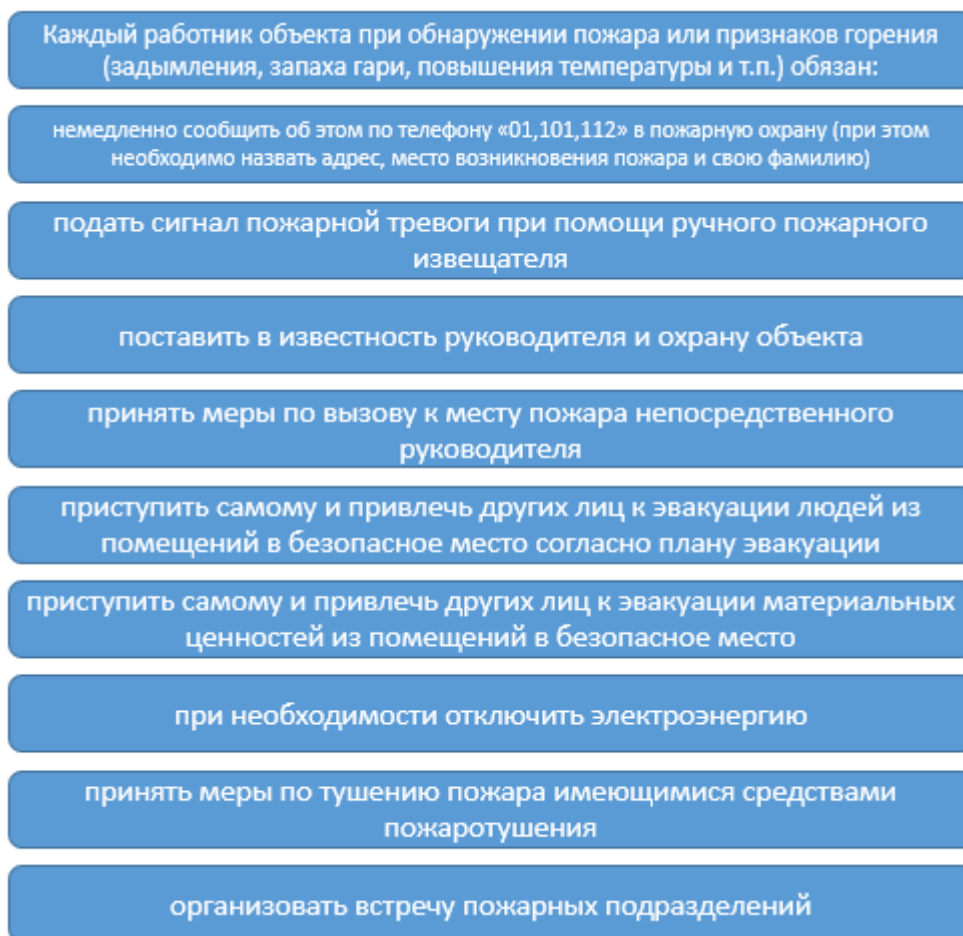 Каждый работник объекта при обнаружении пожара или признаков горения
(задымления, запаха гари, повышения температуры и т.п.) обязан:
немедленно сообщить об этом по телефону «01,101,112» в пожарную охрану (при этом
необходимо назвать адрес, место возникновения пожара и свою фамилию)
подать сигнал пожарной тревоги при помощи ручного пожарного
извещателя
поставить в известность руководителя и охрану объекта
принять меры по вызову к месту пожара непосредственного
руководителя
приступить самому и привлечь других лиц к эвакуации людей из
помещений в безопасное место согласно плану эвакуации
приступить самому и привлечь других лиц к эвакуации материальных
ценностей из помещений в безопасное место
при необходимости отключить электроэнергию
принять меры по тушению пожара имеющимися средствами
пожаротушения
организовать встречу пожарных подразделений